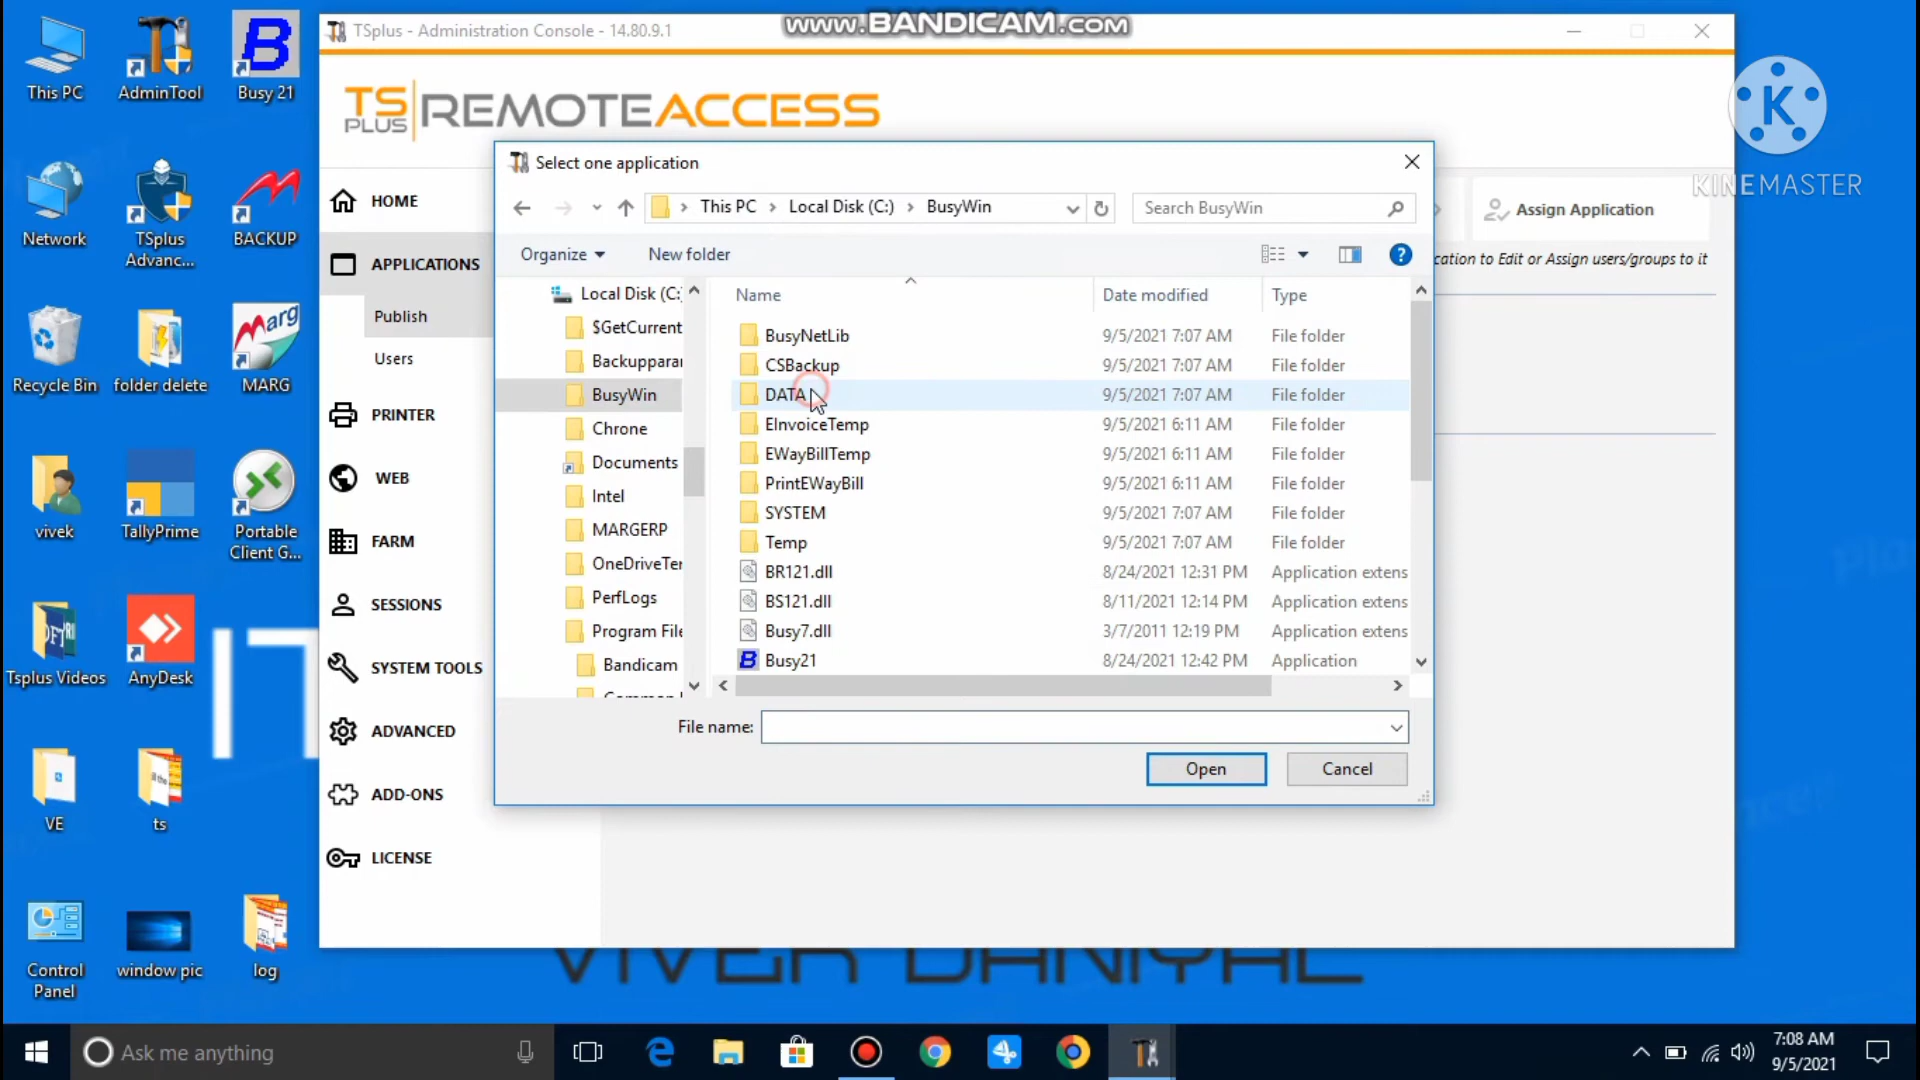 www.BANDICAM.com
TSplus - Administration Console - 14.80.9.1
TS PLUS REMOTEACCESS
KINEMASTER
This PC
AdminTool
Busy 21
Network
TSplus Advanc...
BACKUP
Recycle Bin
folder delete
MARG
vivek
TallyPrime
Portable Client G...
Tsplus Videos
AnyDesk
VE
ts
Control Panel
window pic
log
HOME
APPLICATIONS
Publish
Users
PRINTER
WEB
FARM
SESSIONS
SYSTEM TOOLS
ADVANCED
ADD-ONS
LICENSE
Assign Application
cation to Edit or Assign users/groups to it
Select one application
This PC > Local Disk (C:) > BusyWin
Search BusyWin
Organize
New folder
Local Disk (C:
$GetCurrent
Backupparar
BusyWin
Chrone
Documents
Intel
MARGERP
OneDriveTer
PerfLogs
Program File
Bandicam
Name Date modified Type
BusyNetLib 9/5/2021 7:07 AM File folder
CSBackup 9/5/2021 7:07 AM File folder
DATA 9/5/2021 7:07 AM File folder
EInvoiceTemp 9/5/2021 6:11 AM File folder
EWayBillTemp 9/5/2021 6:11 AM File folder
PrintEWayBill 9/5/2021 6:11 AM File folder
SYSTEM 9/5/2021 7:07 AM File folder
Temp 9/5/2021 7:07 AM File folder
BR121.dll 8/24/2021 12:31 PM Application extens
BS121.dll 8/11/2021 12:14 PM Application extens
Busy7.dll 3/7/2011 12:19 PM Application extens
Busy21 8/24/2021 12:42 PM Application
File name:
Open
Cancel
VIVEK DANIYAL
Ask me anything
7:08 AM
9/5/2021